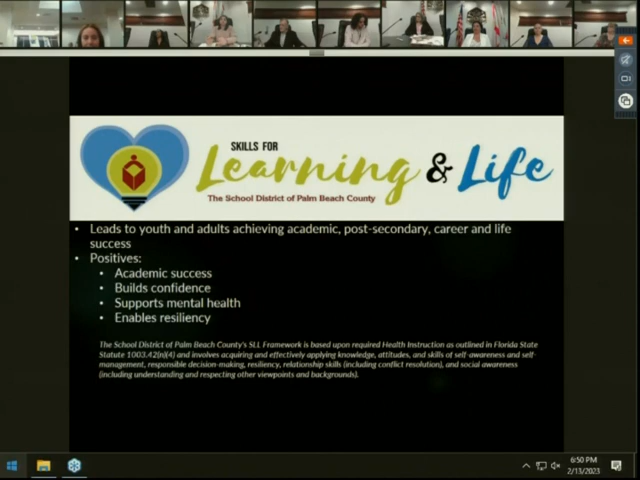 SKILLS FOR
Learning & Life
The School District of Palm Beach County
• Leads to youth and adults achieving academic, post-secondary, career and life
success
• Positives:
• Academic success
• Builds confidence
• Supports mental health
• Enables resiliency
The School District of Palm Beach County's SLL Framework is based upon required Health Instruction as outlined in Florida State
Statute 1003.42(n)(4) and involves acquiring and effectively applying knowledge, attitudes, and skills of self-awareness and self-
management, responsible decision-making, resiliency, relationship skills (including conflict resolution), and social awareness
(including understanding and respecting other viewpoints and backgrounds).
6:50 PM
2/13/2023